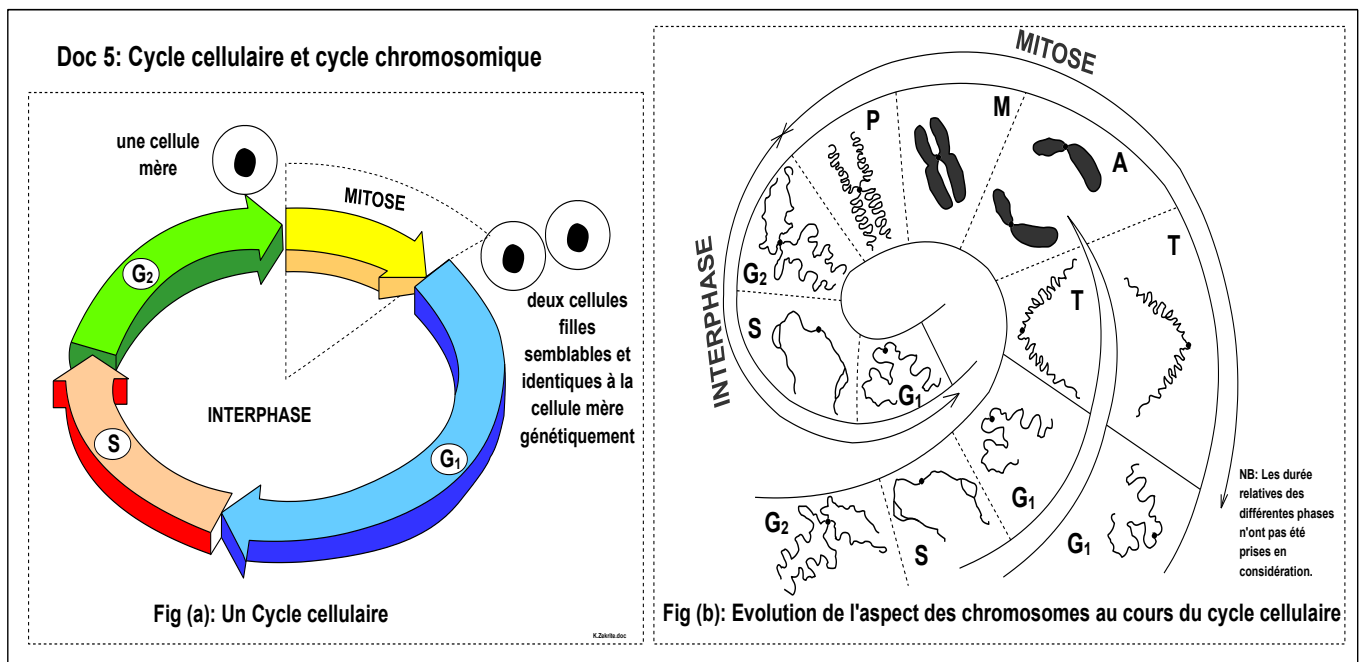 Doc 5: Cycle cellulaire et cycle chromosomique
une cellule
mère
MITOSE
deux cellules
filles
semblables et
identiques à la
cellule mère
génétiquement
G2
INTERPHASE
S
G1
Fig (a): Un Cycle cellulaire
K.Zekrite.doc
MITOSE
INTERPHASE
P
M
A
T
T
G2
S
G1
G1
G2
S
G1
NB: Les durée
relatives des
différentes phases
n'ont pas été
prises en
considération.
Fig (b): Evolution de l'aspect des chromosomes au cours du cycle cellulaire